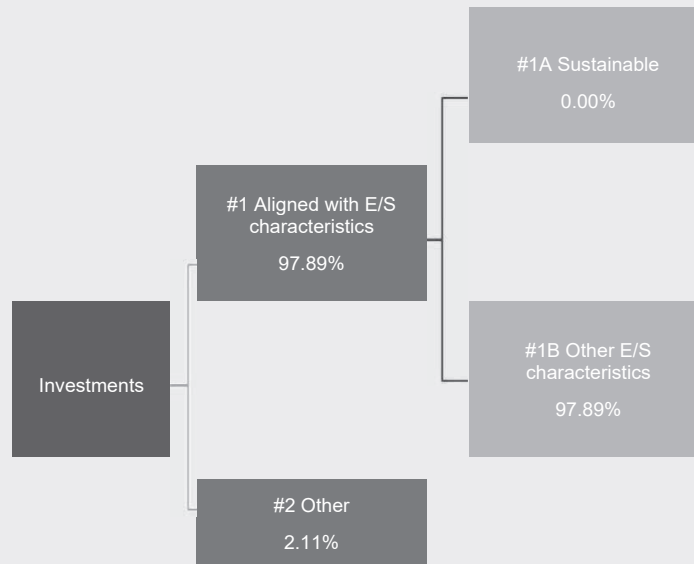 #1A Sustainable
0.00%
#1 Aligned with E/S
characteristics
97.89%
Investments
#1B Other E/S
characteristics
97.89%
#2 Other
2.11%